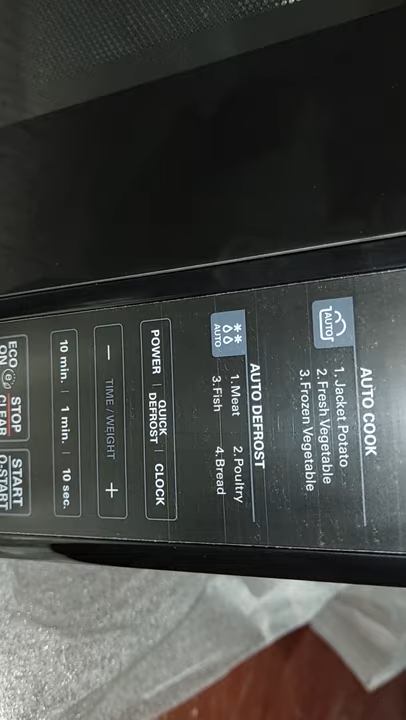 AUTO COOK
AUTO
1. Jacket Potato
2. Fresh Vegetable
3. Frozen Vegetable
AUTO DEFROST
AUTO
1. Meat 2. Poultry
3. Fish 4. Bread
POWER QUICK DEFROST CLOCK
− TIME / WEIGHT +
10 min. 1 min. 10 sec.
ECO ON e STOP CLEAR START